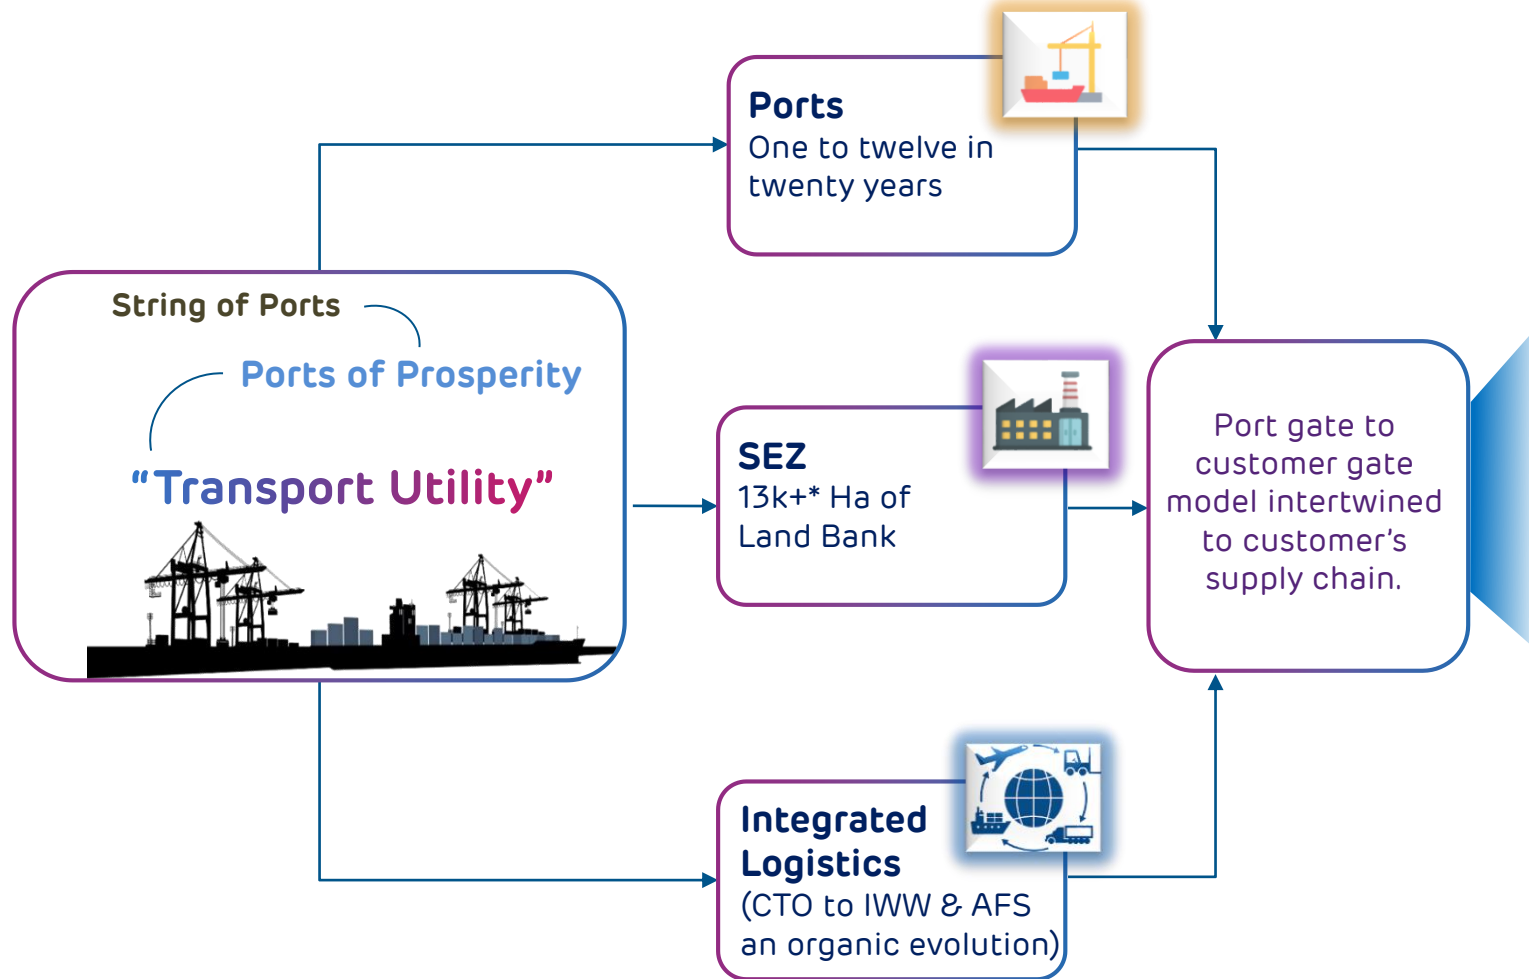 String of Ports
Ports of Prosperity
“Transport Utility”
Ports
One to twelve in
twenty years
SEZ
13k+* Ha of
Land Bank
Integrated
Logistics
(CTO to IWW & AFS
an organic evolution)
Port gate to
customer gate
model intertwined
to customer’s
supply chain.